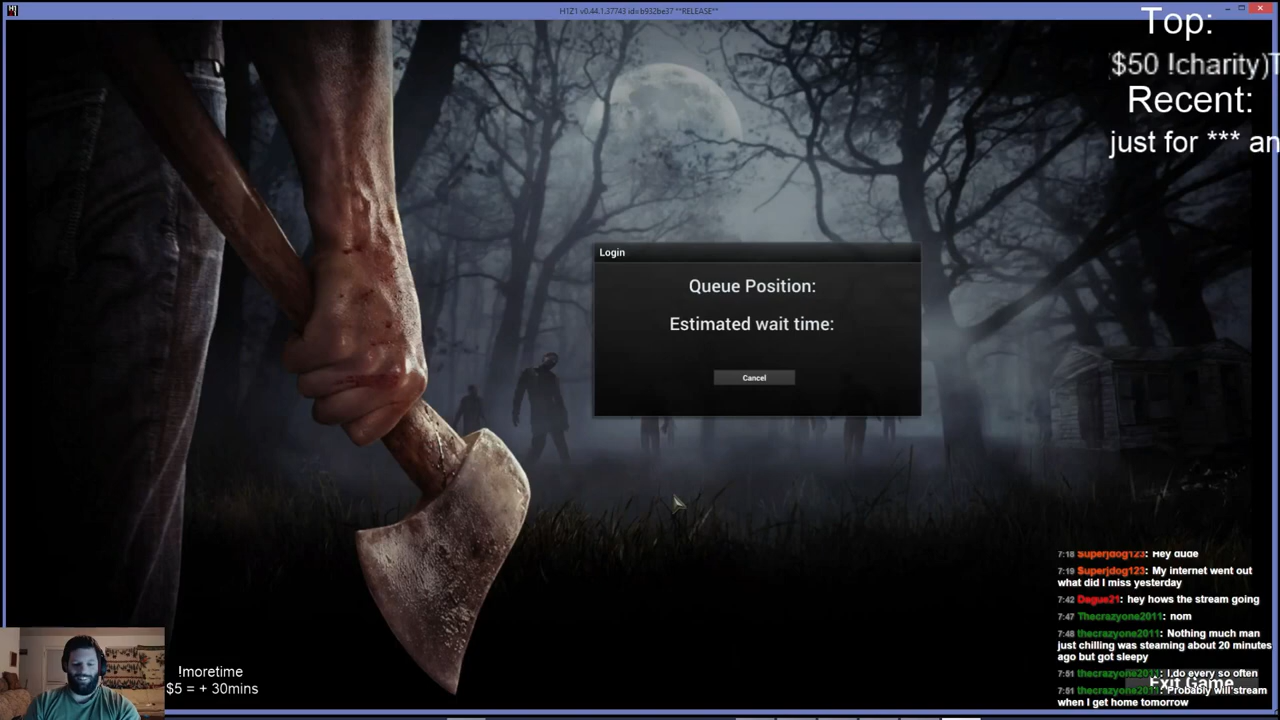 H1Z1 v0.44.1.37743 id=b932be37 **RELEASE**
Top:
$50 !charity)T
Recent:
just for *** an
Login
Queue Position:
Estimated wait time:
Cancel
7:18 Superjdog123: Hey dude
7:19 Superjdog123: My internet went out
what did I miss yesterday
7:42 Dague21: hey hows the stream going
7:47 Thecrazyone2011: nom
7:48 thecrazyone2011: Nothing much man
just chilling was steaming about 20 minutes
ago but got sleepy
7:51 thecrazyone2011: I do every so often
Exit Game
7:51 thecrazyone2011: Probably will stream
when I get home tomorrow
!moretime
$5 = + 30mins